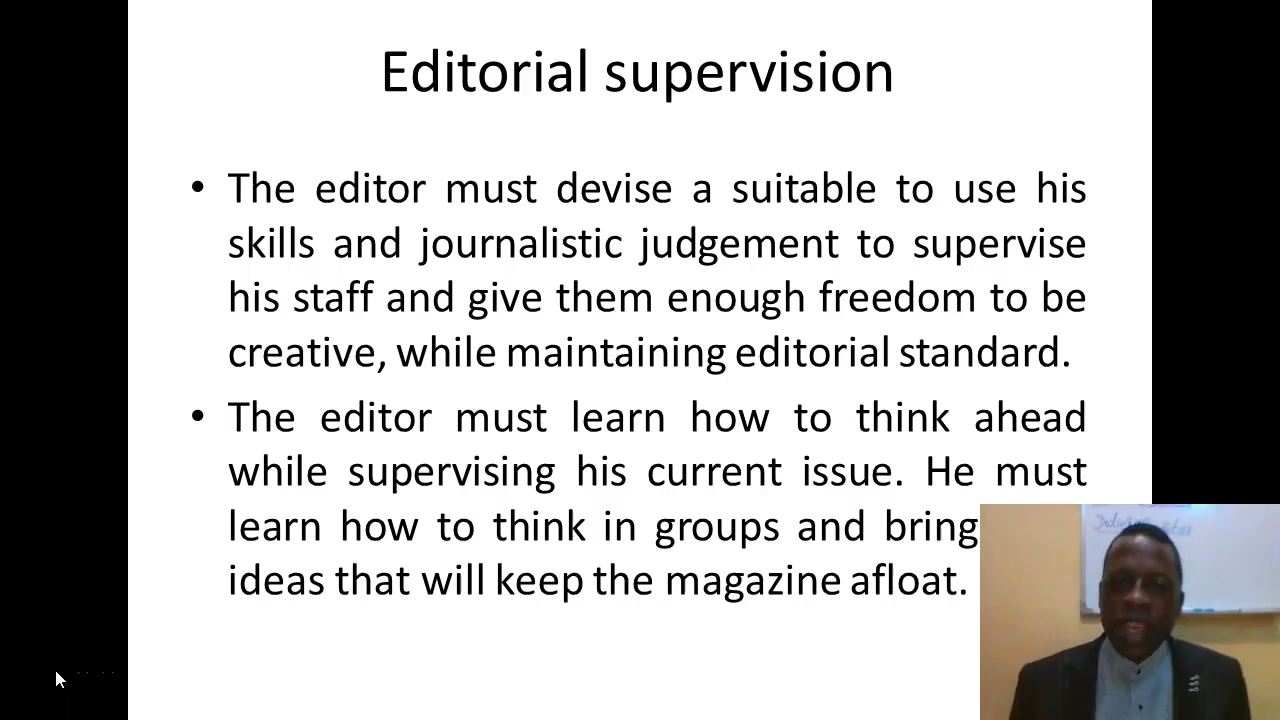 Editorial supervision
• The editor must devise a suitable to use his
skills and journalistic judgement to supervise
his staff and give them enough freedom to be
creative, while maintaining editorial standard.
• The editor must learn how to think ahead
while supervising his current issue. He must
learn how to think in groups and bring
ideas that will keep the magazine afloat.